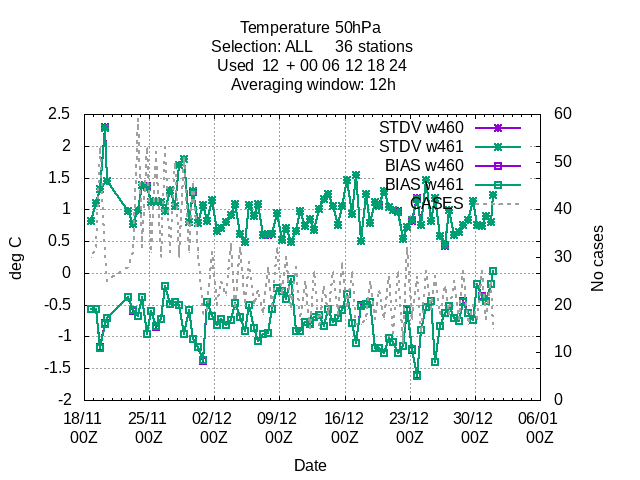 Temperature 50hPa
Selection: ALL 36 stations
Used 12 + 00 06 12 18 24
Averaging window: 12h
STDV w460
STDV w461
BIAS w460
BIAS w461
CASES
deg C
2.5
2
1.5
1
0.5
0
-0.5
-1
-1.5
-2
60
50
40
30
20
10
0
No cases
18/11 25/11 02/12 09/12 16/12 23/12 30/12 06/01
00Z 00Z 00Z 00Z 00Z 00Z 00Z 00Z
Date